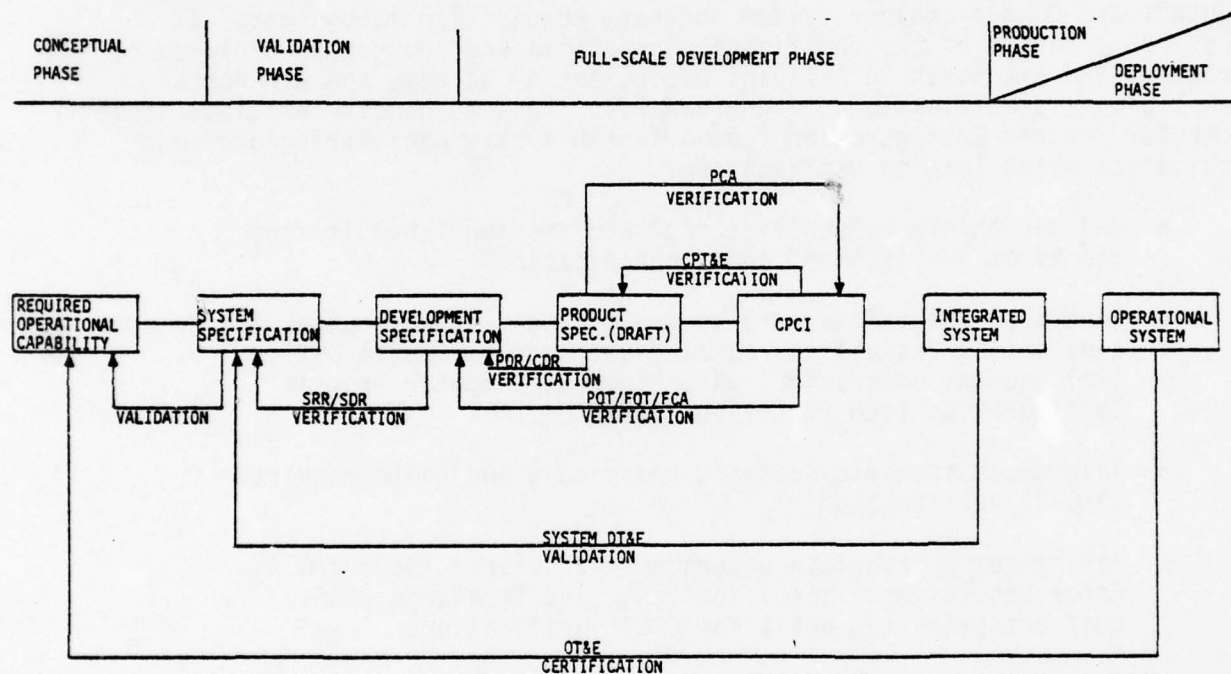 CONCEPTUAL
PHASE
VALIDATION
PHASE
FULL-SCALE DEVELOPMENT PHASE
PRODUCTION
PHASE
DEPLOYMENT
PHASE
PCA
VERIFICATION
CPT&E
VERIFICATION
REQUIRED
OPERATIONAL
CAPABILITY
SYSTEM
SPECIFICATION
DEVELOPMENT
SPECIFICATION
PRODUCT
SPEC.(DRAFT)
CPCI
INTEGRATED
SYSTEM
OPERATIONAL
SYSTEM
PDR/CDR
VERIFICATION
VALIDATION
SRR/SDR
VERIFICATION
PQT/FQT/FCA
VERIFICATION
SYSTEM DT&E
VALIDATION
OT&E
CERTIFICATION